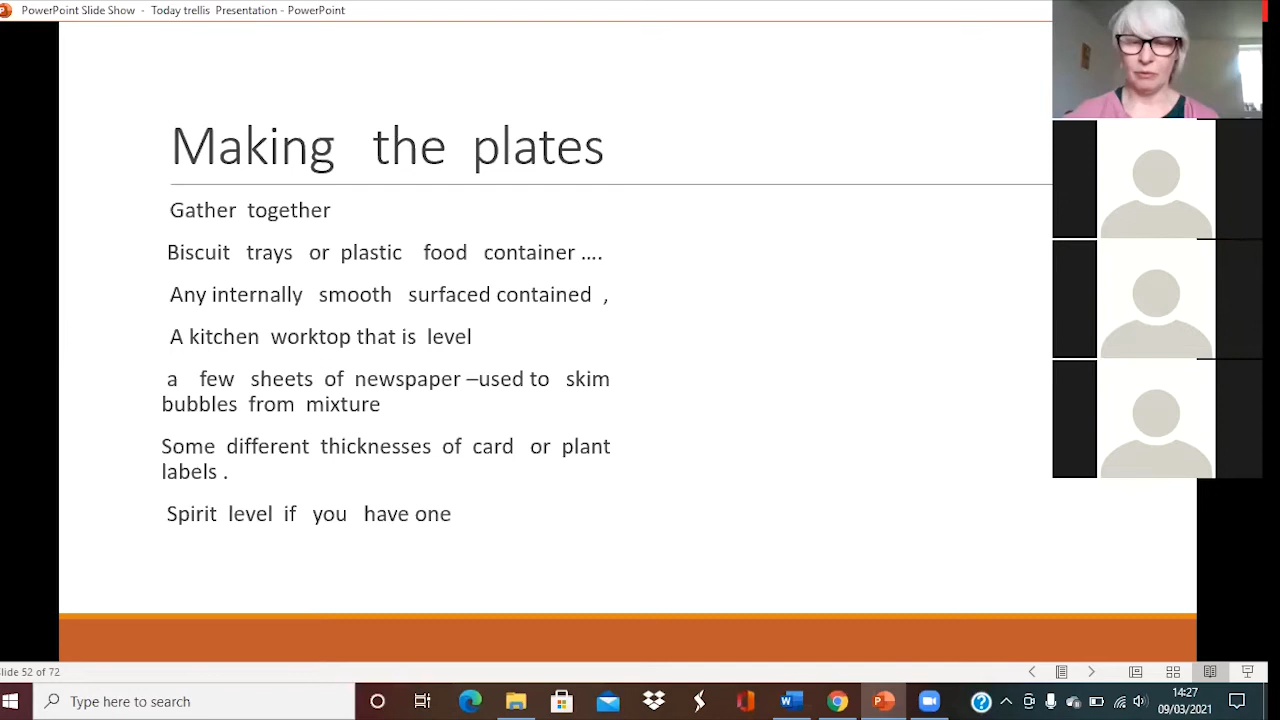 PowerPoint Slide Show - Today trellis Presentation - PowerPoint
Making the plates
Gather together
Biscuit trays or plastic food container ....
Any internally smooth surfaced contained ,
A kitchen worktop that is level
a few sheets of newspaper –used to skim
bubbles from mixture
Some different thicknesses of card or plant
labels .
Spirit level if you have one
Slide 52 of 72
Type here to search
14:27
09/03/2021